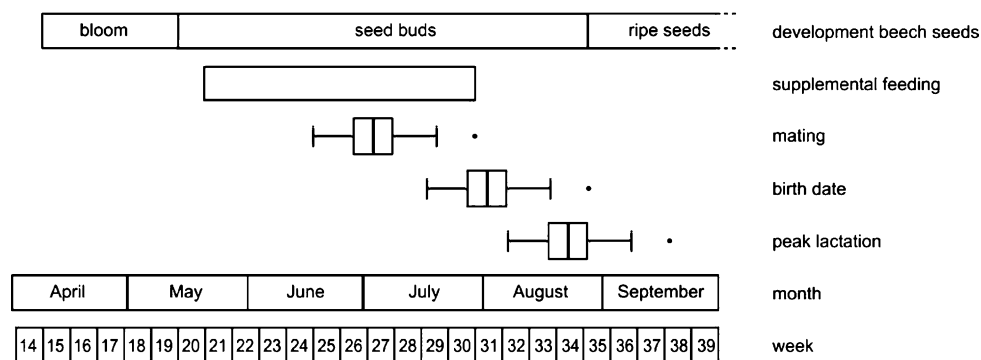 bloom seed buds ripe seeds development beech seeds
supplemental feeding
mating
birth date
peak lactation
April May June July August September month
14 15 16 17 18 19 20 21 22 23 24 25 26 27 28 29 30 31 32 33 34 35 36 37 38 39 week